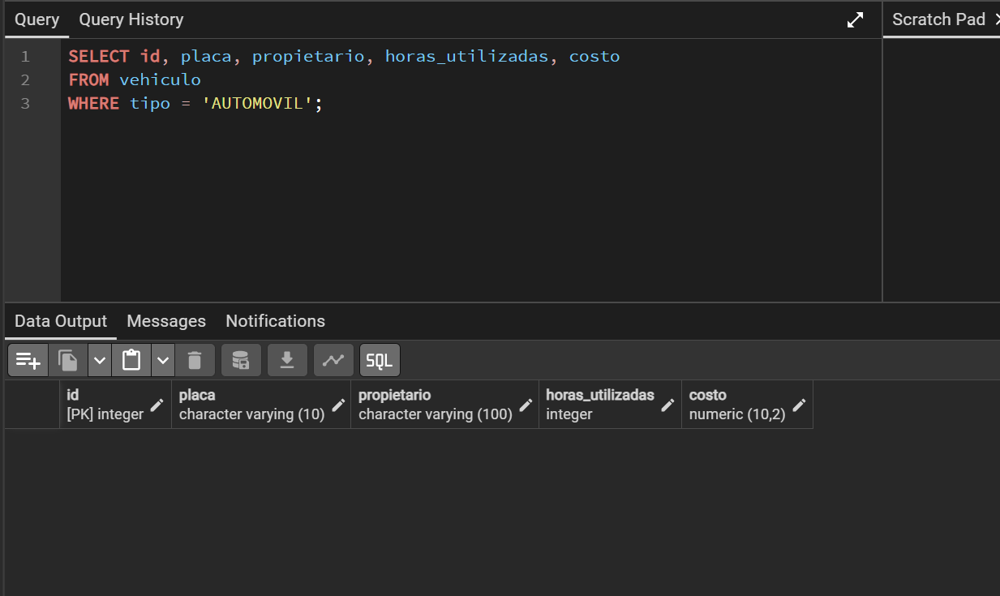 Query Query History Scratch Pad
1 SELECT id, placa, propietario, horas_utilizadas, costo
2 FROM vehiculo
3 WHERE tipo = 'AUTOMOVIL';
Data Output Messages Notifications
SQL
id placa propietario horas_utilizadas costo
[PK] integer character varying (10) character varying (100) integer numeric (10,2)